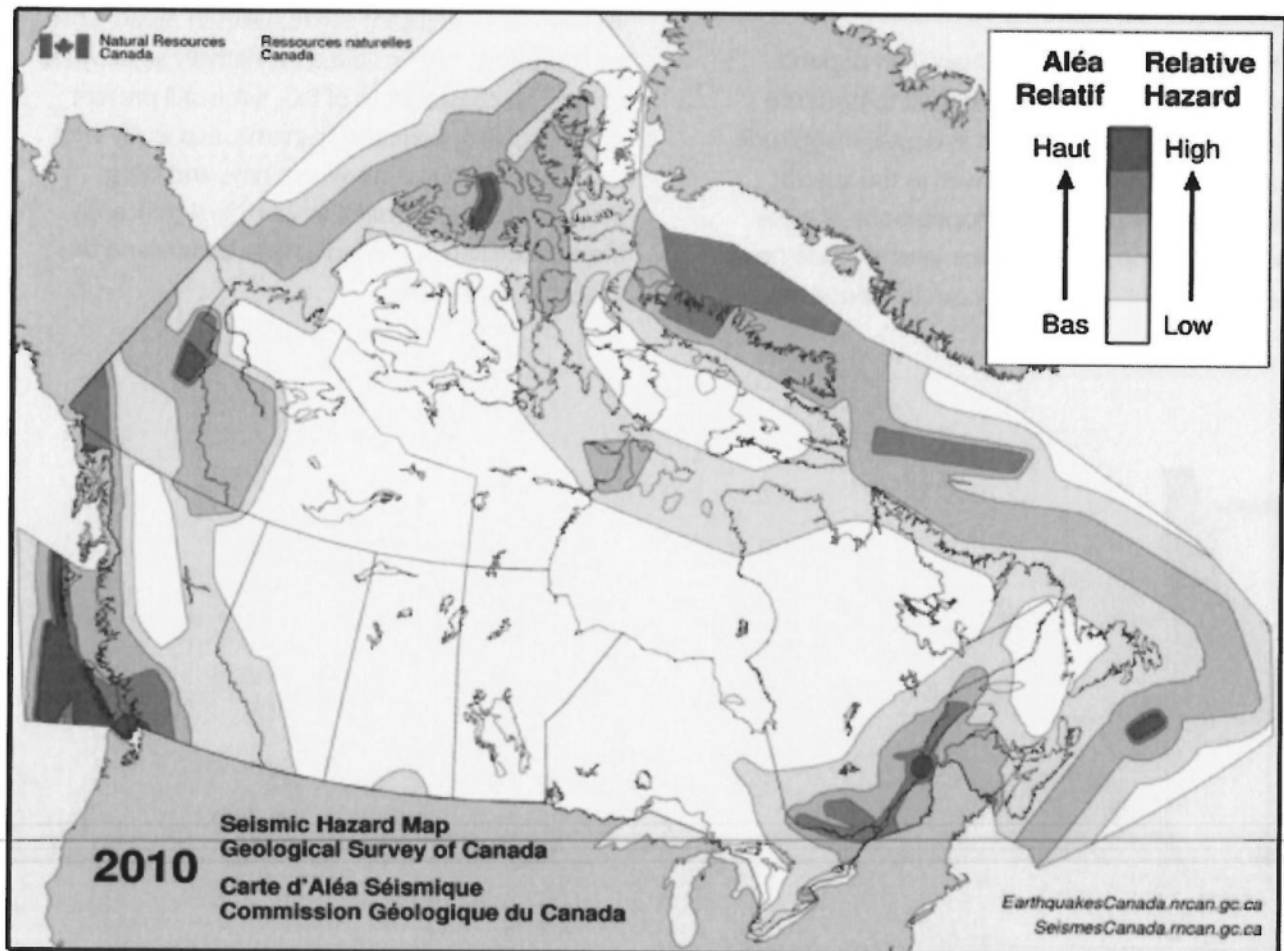 Natural Resources Canada
Ressources naturelles Canada
Aléa Relatif
Relative Hazard
Haut
High
Bas
Low
2010
Seismic Hazard Map
Geological Survey of Canada
Carte d'Aléa Séismique
Commission Géologique du Canada
EarthquakesCanada.nrcan.gc.ca
SeismesCanada.rncan.gc.ca